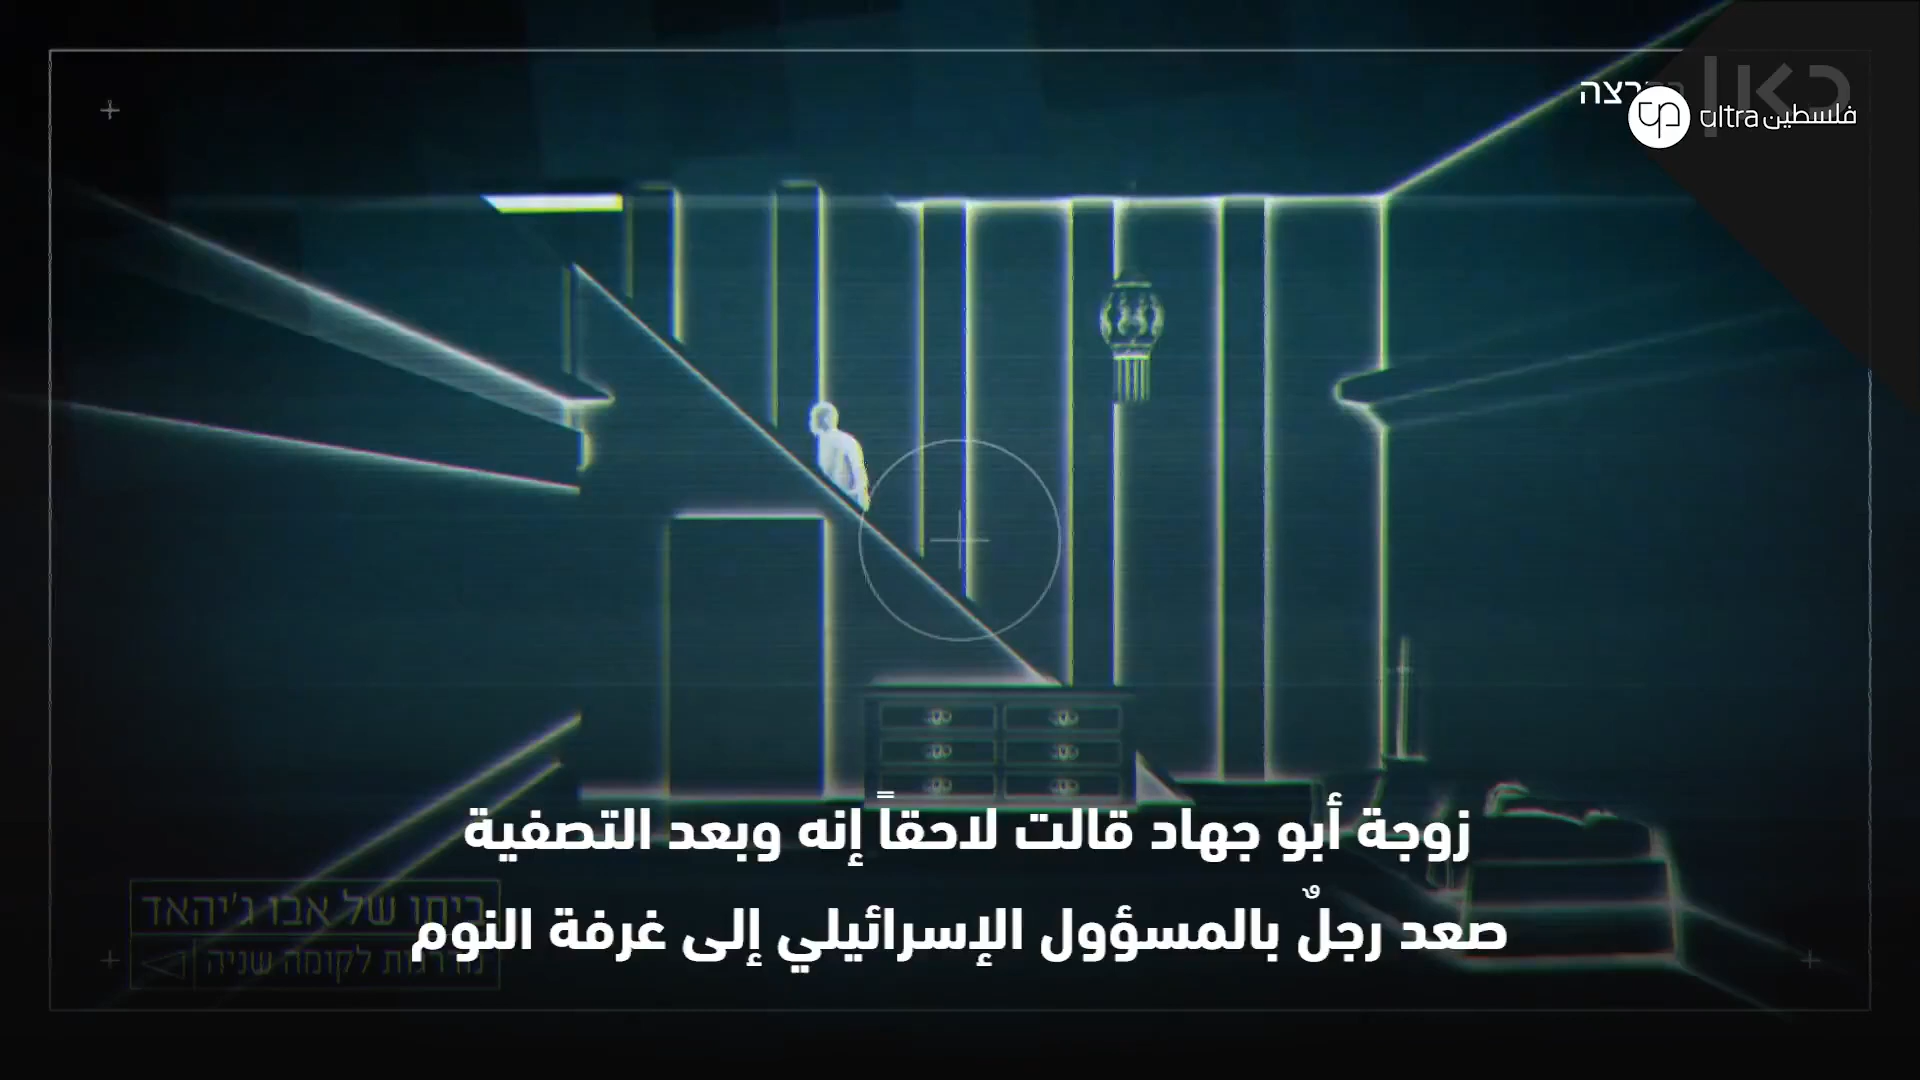 כאן
ultra فلسطين
زوجة أبو جهاد قالت لاحقاً إنه وبعد التصفية
صعد رجلٌ بالمسؤول الإسرائيلي إلى غرفة النوم
ביתו של אבו ג'יהאד
מדרגות לקומה שניה